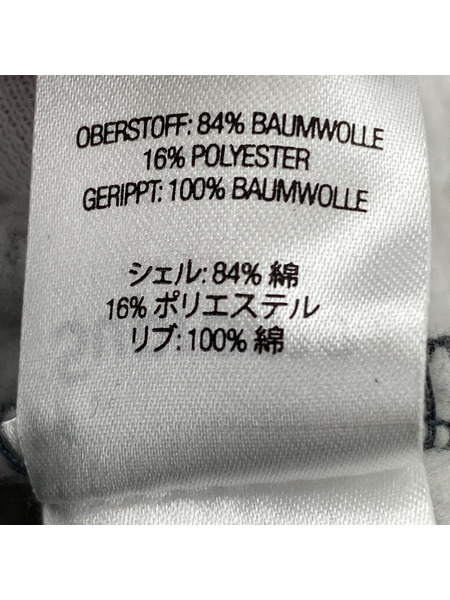 OBERSTOFF: 84% BAUMWOLLE
16% POLYESTER
GERIPPT: 100% BAUMWOLLE
シェル: 84% 綿
16% ポリエステル
リブ: 100% 綿